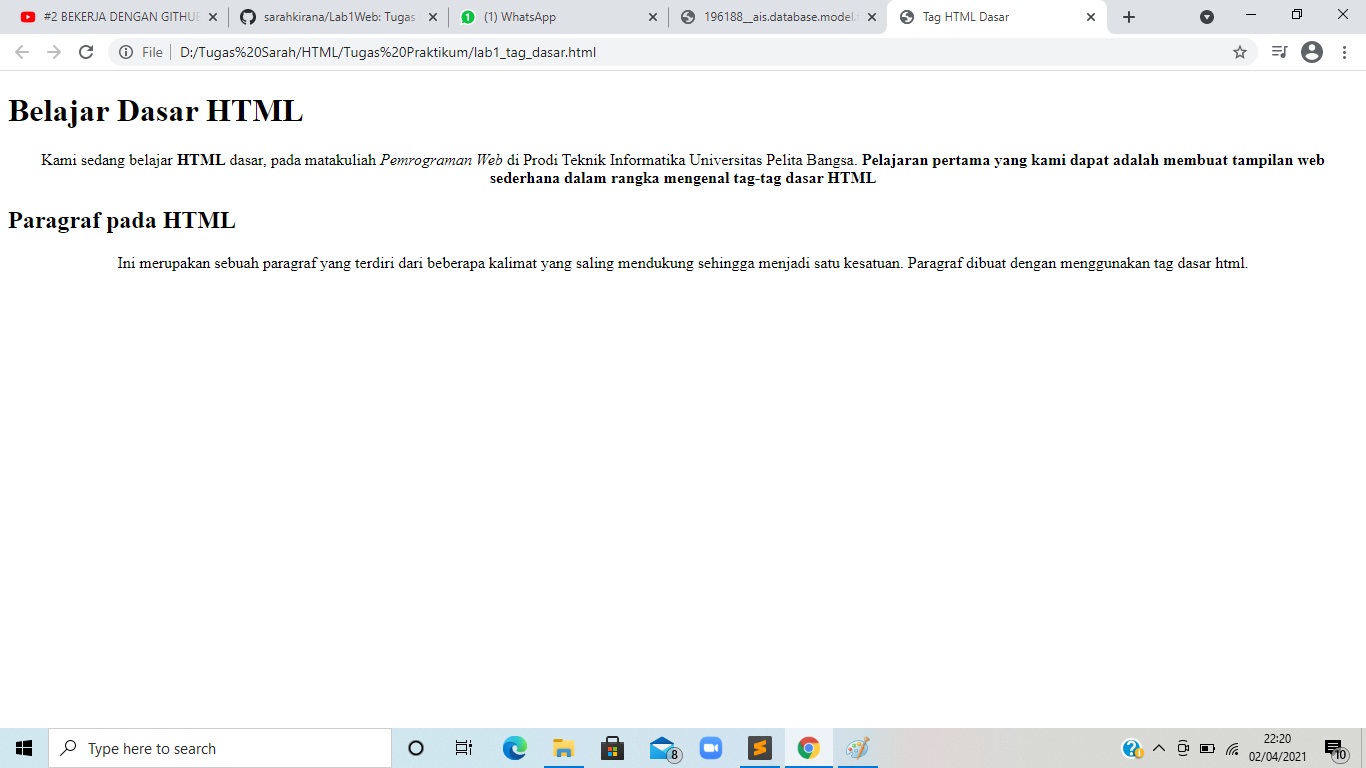 #2 BEKERJA DENGAN GITHUB
sarahkirana/Lab1Web: Tugas
(1) WhatsApp
196188__ais.database.model.
Tag HTML Dasar
File
D:/Tugas%20Sarah/HTML/Tugas%20Praktikum/lab1_tag_dasar.html
Belajar Dasar HTML
Kami sedang belajar HTML dasar, pada matakuliah Pemrograman Web di Prodi Teknik Informatika Universitas Pelita Bangsa. Pelajaran pertama yang kami dapat adalah membuat tampilan web
sederhana dalam rangka mengenal tag-tag dasar HTML
Paragraf pada HTML
Ini merupakan sebuah paragraf yang terdiri dari beberapa kalimat yang saling mendukung sehingga menjadi satu kesatuan. Paragraf dibuat dengan menggunakan tag dasar html.
Type here to search
8
22:20
02/04/2021
10